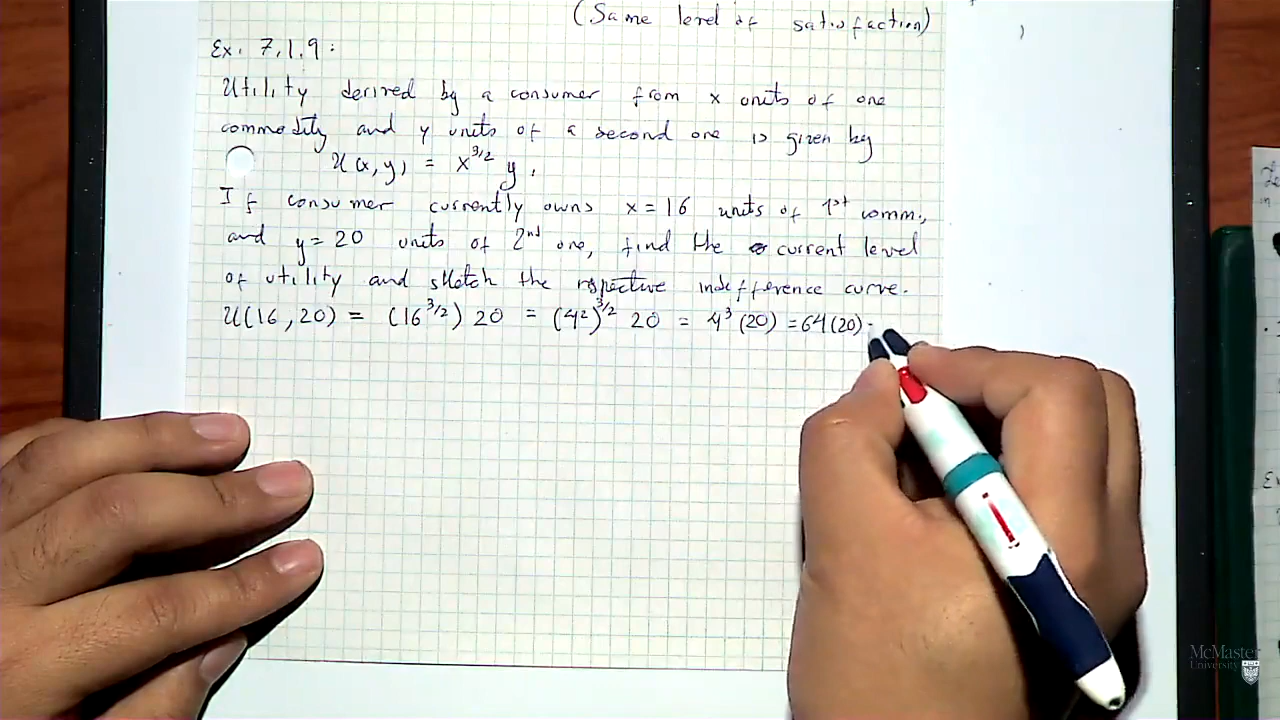 (Same level of satisfaction)
Ex. 7.1.9:
Utility derived by a consumer from x units of one
commodity and y units of a second one is given by
U(x,y) = x^{3/2} y.
If consumer currently owns x=16 units of 1st comm.,
and y=20 units of 2nd one, find the current level
of utility and sketch the rspective indefference curve.
U(16,20) = (16^{3/2}) 20 = (4²)^{3/2} 20 = 4³(20) = 64(20)
McMaster
University